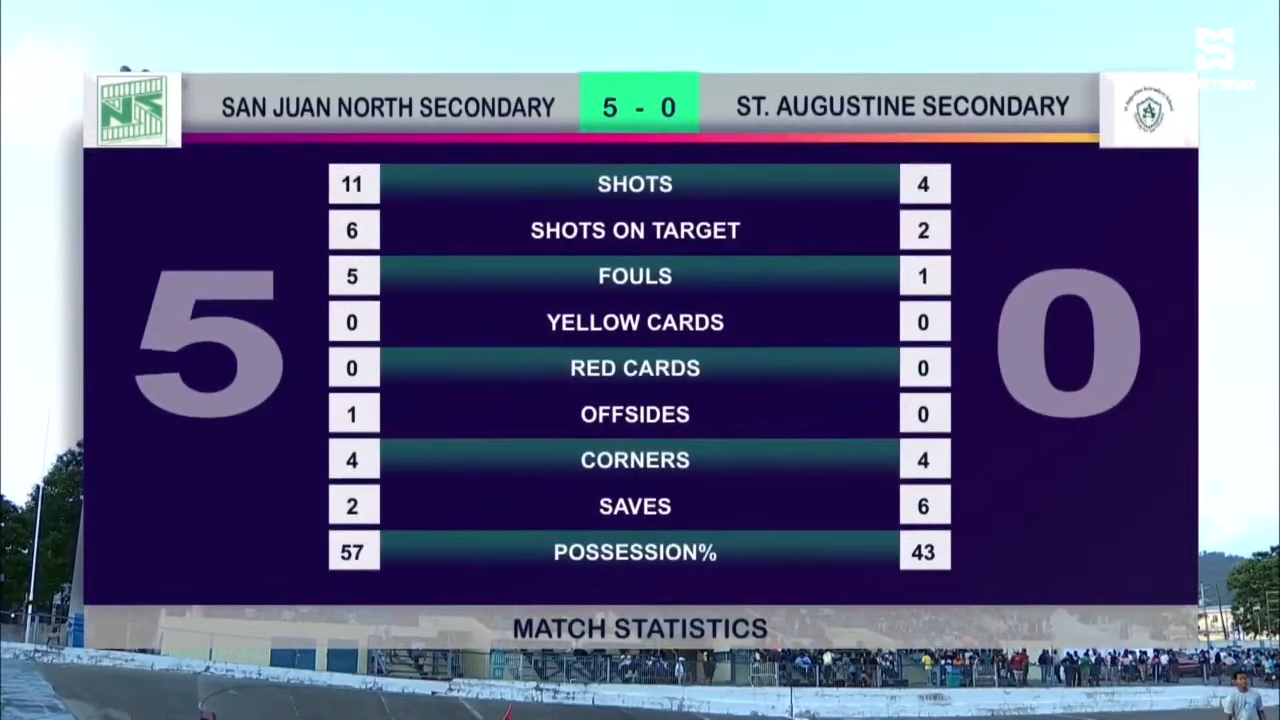 SAN JUAN NORTH SECONDARY 5 - 0 ST. AUGUSTINE SECONDARY
11 SHOTS 4
6 SHOTS ON TARGET 2
5 FOULS 1
0 YELLOW CARDS 0
0 RED CARDS 0
1 OFFSIDES 0
4 CORNERS 4
2 SAVES 6
57 POSSESSION% 43
5 0
MATCH STATISTICS